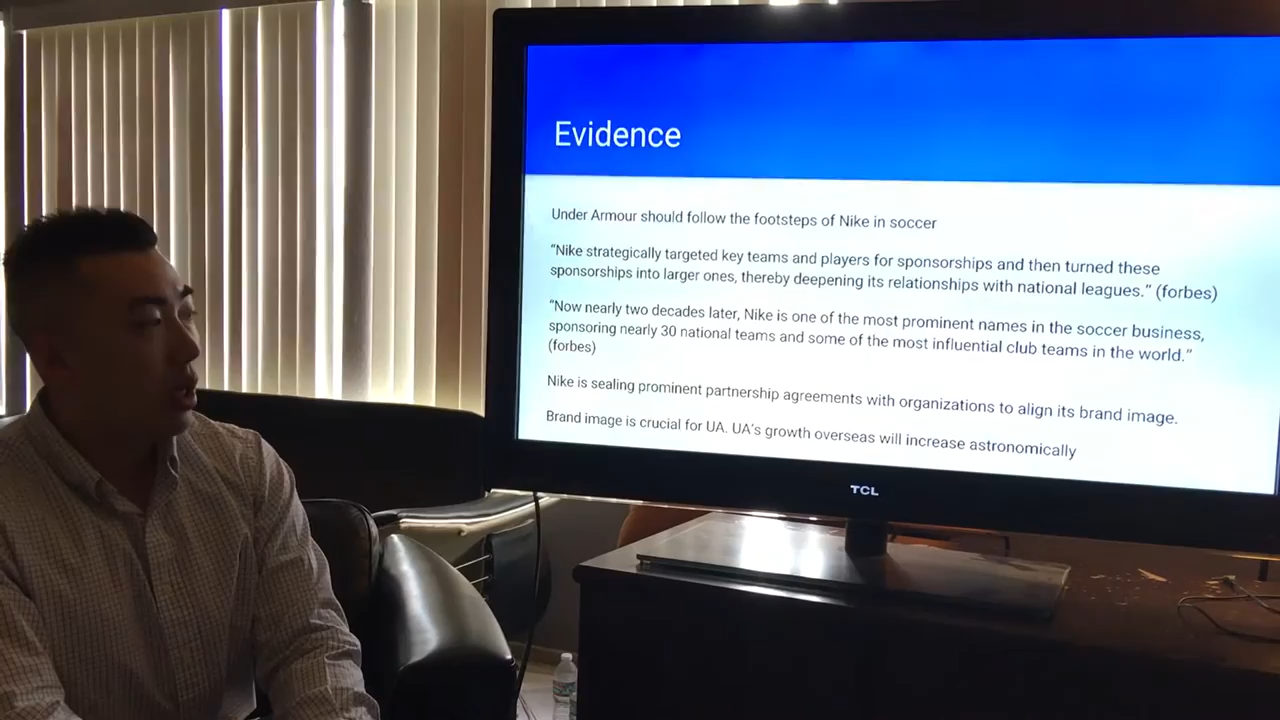 Evidence
Under Armour should follow the footsteps of Nike in soccer
“Nike strategically targeted key teams and players for sponsorships and then turned these
sponsorships into larger ones, thereby deepening its relationships with national leagues.” (forbes)
“Now nearly two decades later, Nike is one of the most prominent names in the soccer business,
sponsoring nearly 30 national teams and some of the most influential club teams in the world.”
(forbes)
Nike is sealing prominent partnership agreements with organizations to align its brand image.
Brand image is crucial for UA. UA’s growth overseas will increase astronomically
TCL